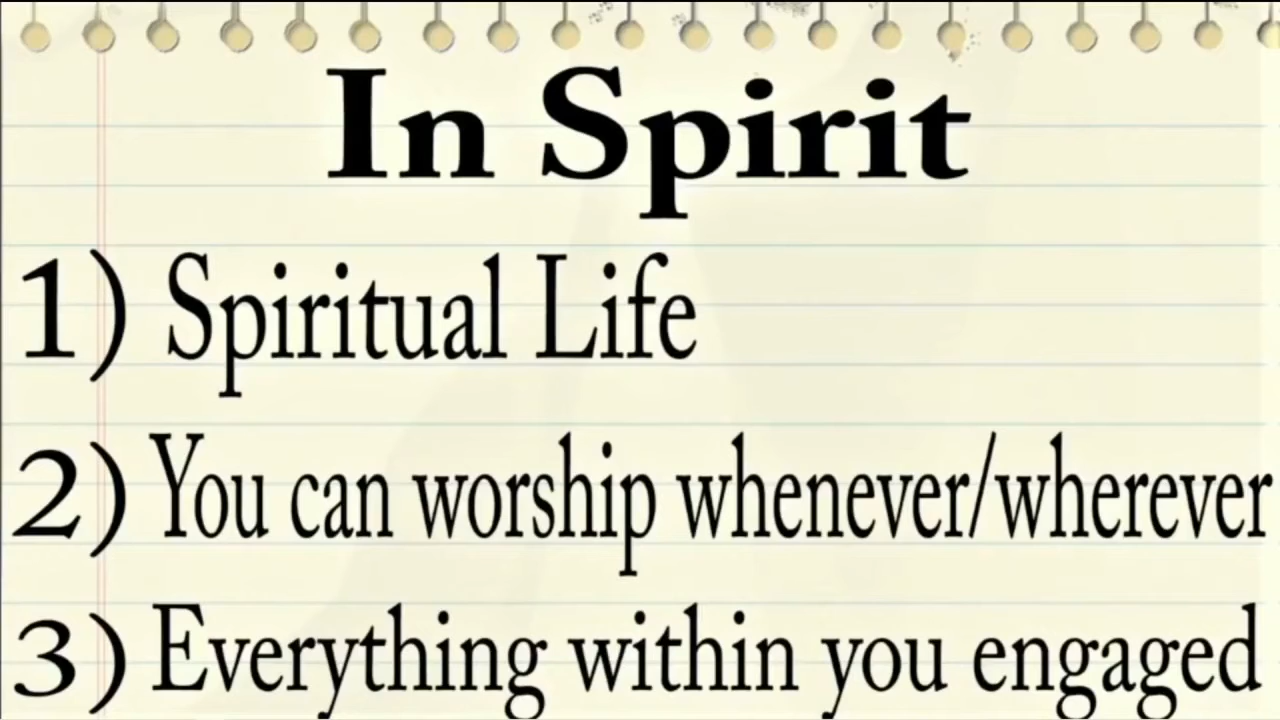 In Spirit
1) Spiritual Life
2) You can worship whenever/wherever
3) Everything within you engaged